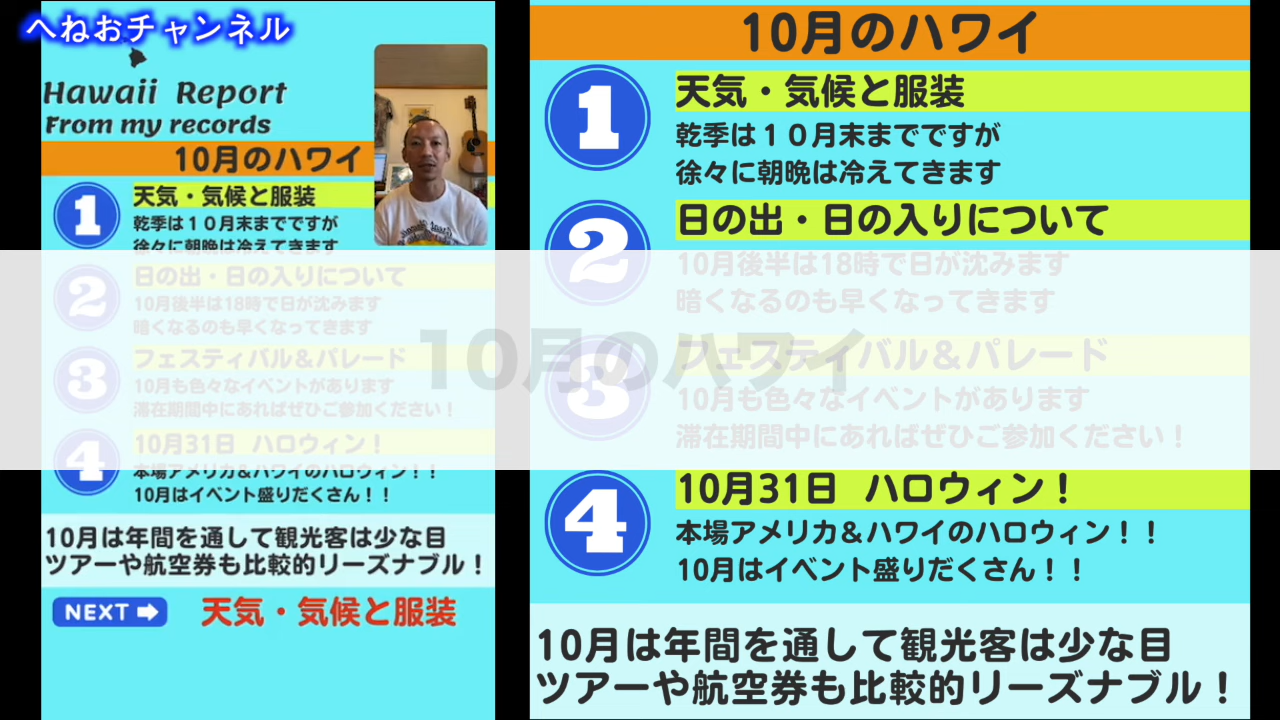 へねおチャンネル
Hawaii Report
From my records
10月のハワイ
1
天気・気候と服装
乾季は１０月末までですが
徐々に朝晩は冷えてきます
2
日の出・日の入りについて
10月後半は18時で日が沈みます
暗くなるのも早くなってきます
3
フェスティバル＆パレード
10月も色々なイベントがあります
滞在期間中にあればぜひご参加ください！
4
10月31日 ハロウィン！
本場アメリカ＆ハワイのハロウィン！！
10月はイベント盛りだくさん！！
10月は年間を通して観光客は少な目
ツアーや航空券も比較的リーズナブル！
NEXT
天気・気候と服装
10月のハワイ
1
天気・気候と服装
乾季は１０月末までですが
徐々に朝晩は冷えてきます
2
日の出・日の入りについて
10月後半は18時で日が沈みます
暗くなるのも早くなってきます
10月のハワイ
3
フェスティバル＆パレード
10月も色々なイベントがあります
滞在期間中にあればぜひご参加ください！
4
10月31日 ハロウィン！
本場アメリカ＆ハワイのハロウィン！！
10月はイベント盛りだくさん！！
10月は年間を通して観光客は少な目
ツアーや航空券も比較的リーズナブル！